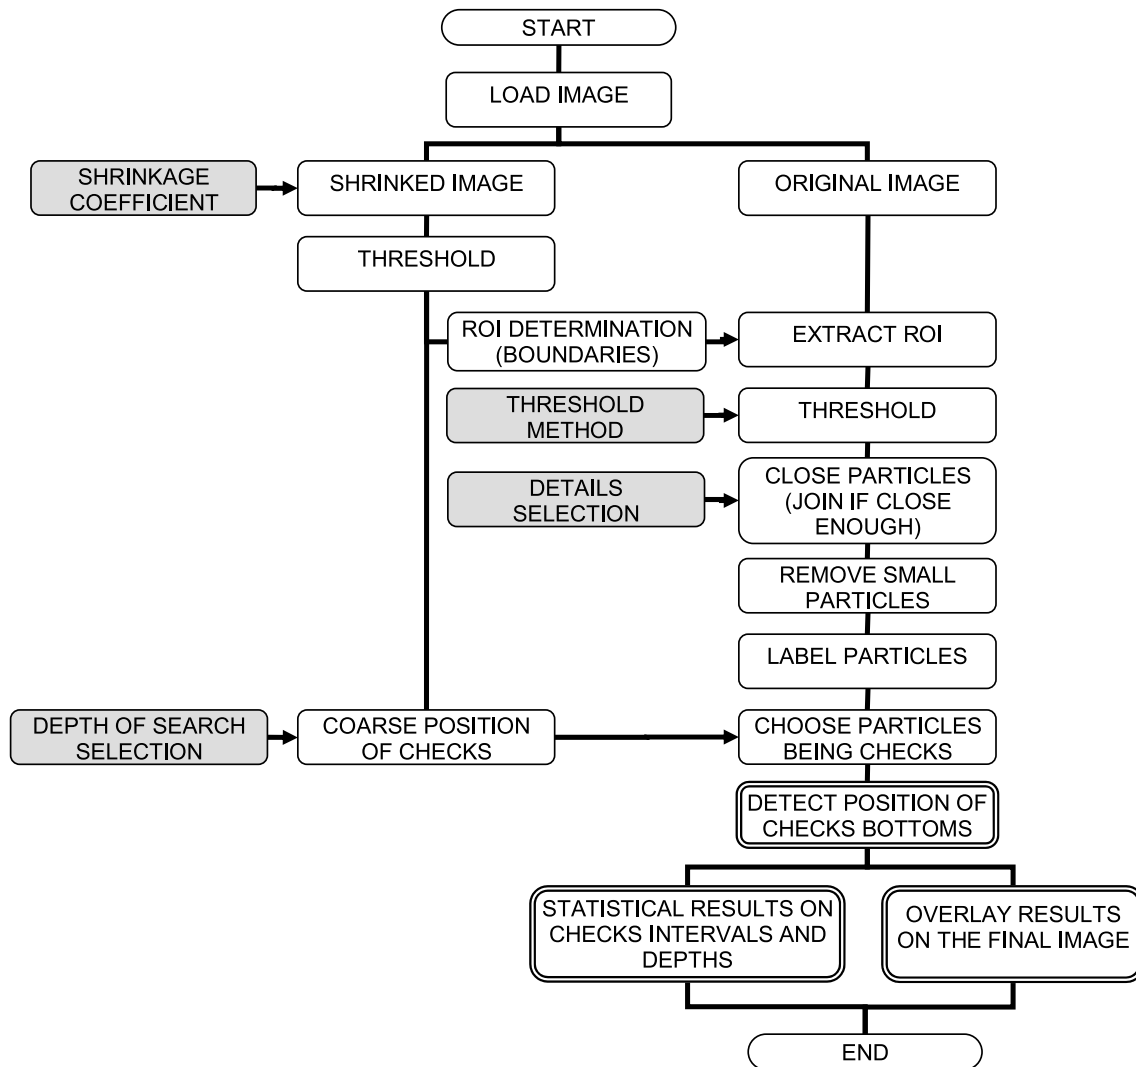 START
LOAD IMAGE
SHRINKAGE
COEFFICIENT
SHRINKED IMAGE
ORIGINAL IMAGE
THRESHOLD
ROI DETERMINATION
(BOUNDARIES)
EXTRACT ROI
THRESHOLD
METHOD
THRESHOLD
DETAILS
SELECTION
CLOSE PARTICLES
(JOIN IF CLOSE
ENOUGH)
REMOVE SMALL
PARTICLES
LABEL PARTICLES
DEPTH OF SEARCH
SELECTION
COARSE POSITION
OF CHECKS
CHOOSE PARTICLES
BEING CHECKS
DETECT POSITION OF
CHECKS BOTTOMS
STATISTICAL RESULTS ON
CHECKS INTERVALS AND
DEPTHS
OVERLAY RESULTS
ON THE FINAL IMAGE
END